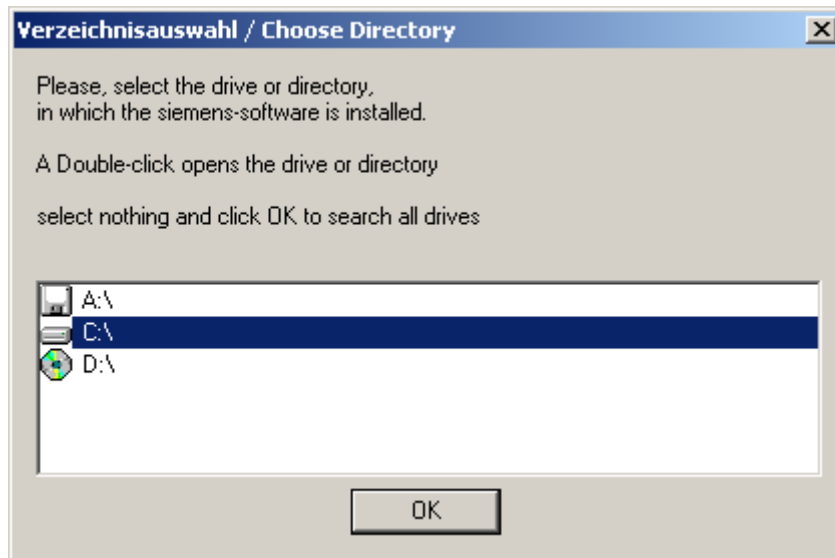 Verzeichnisauswahl / Choose Directory
Please, select the drive or directory,
in which the siemens-software is installed.
A Double-click opens the drive or directory
select nothing and click OK to search all drives
A:\
C:\
D:\
OK